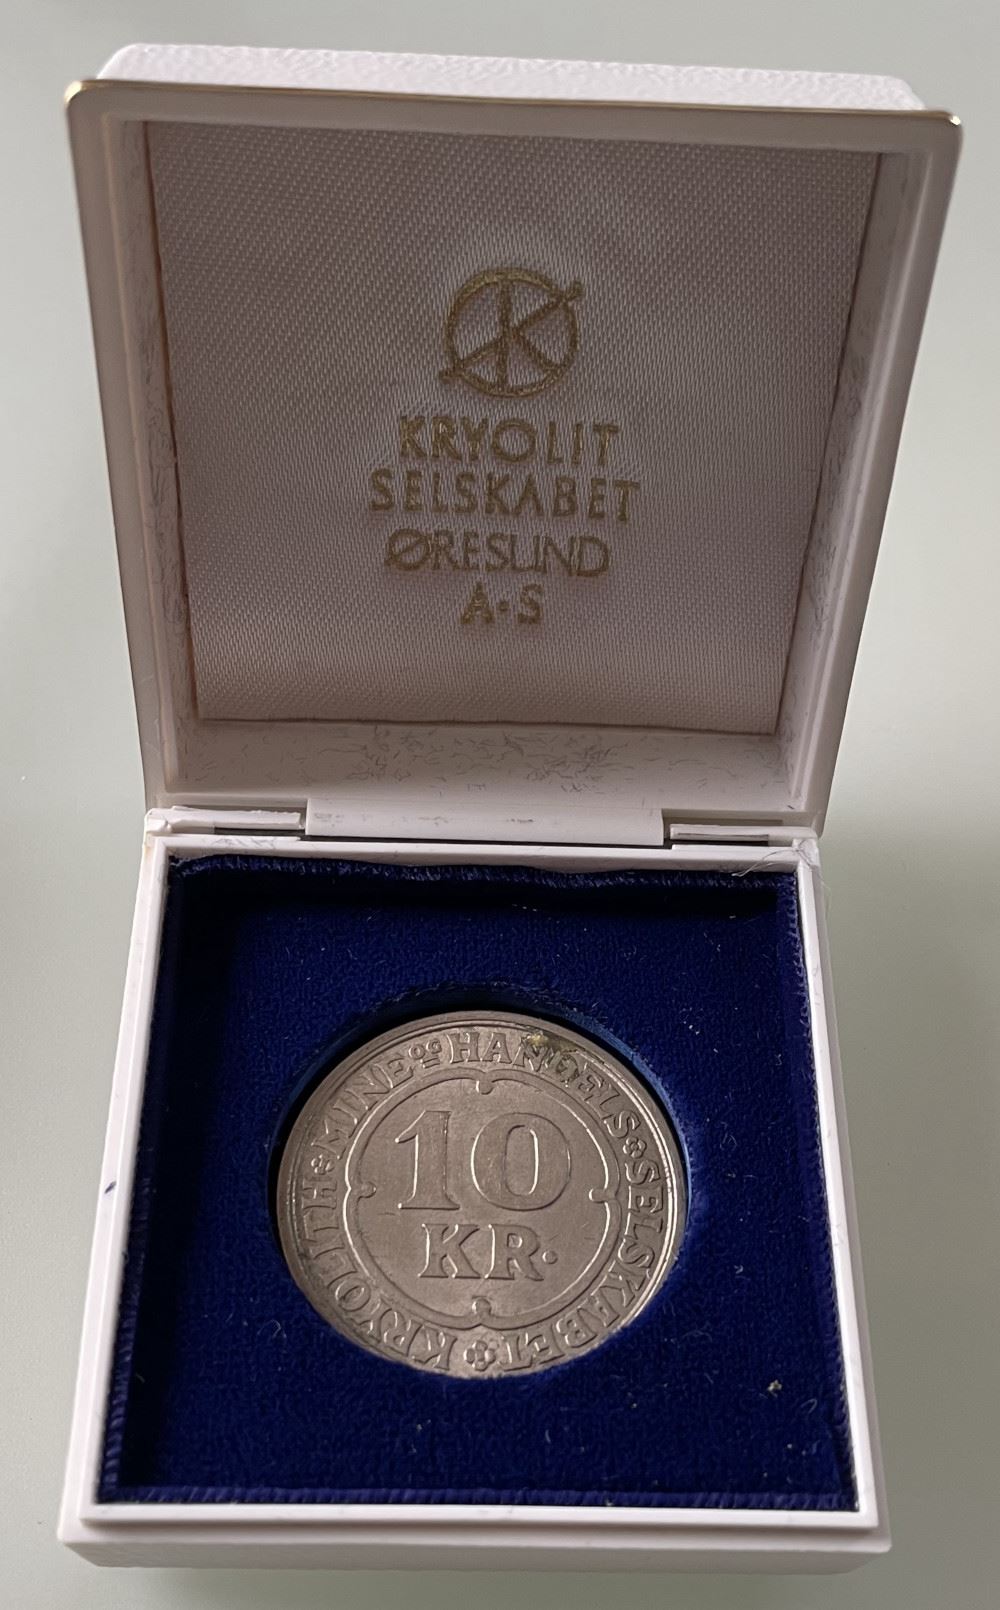 K
KRYOLIT
SELSKABET
ØRESUND
A·S
KRYOLITH MINE OG HANDELS SELSKABET
10
KR.